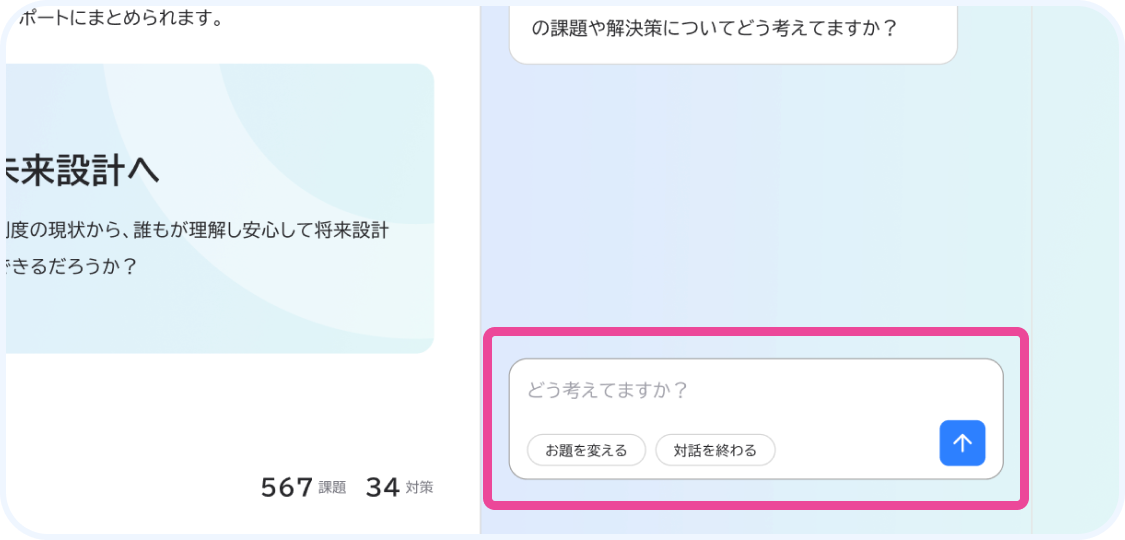 ポートにまとめられます。
未来設計へ
制度の現状から、誰もが理解し安心して将来設計
できるだろうか？
567 課題 34 対策
の課題や解決策についてどう考えてますか？
どう考えてますか？
お題を変える 対話を終わる